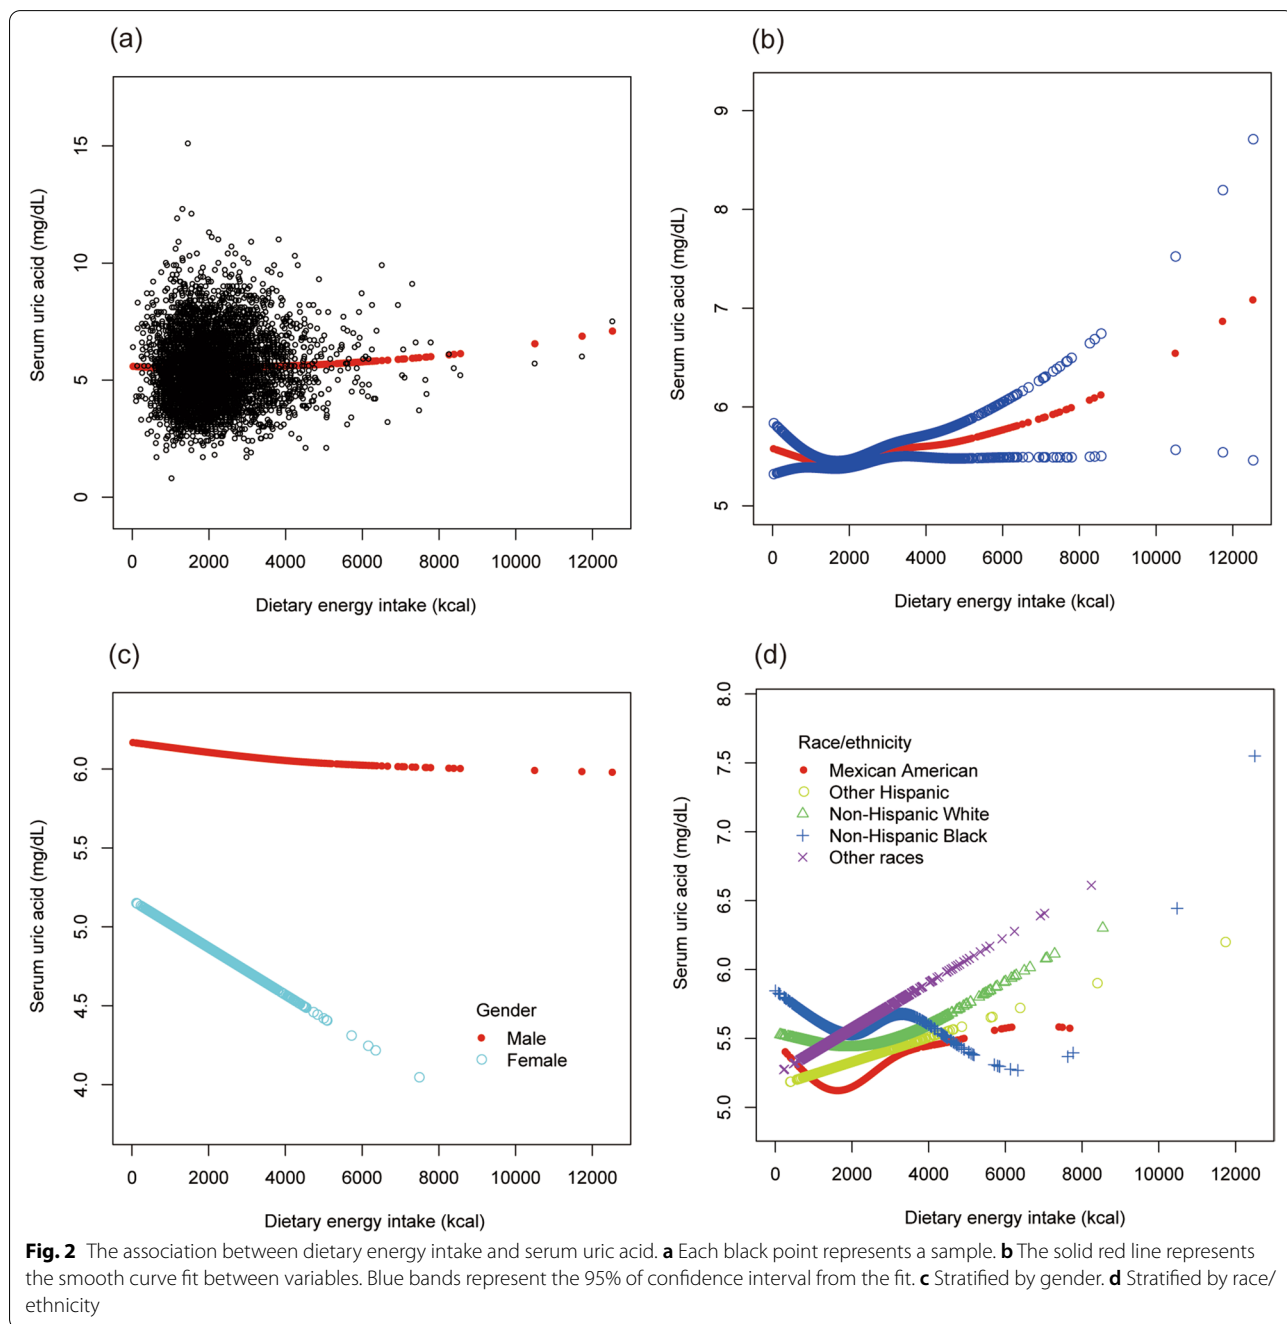 (a)
15
10
5
0
Serum uric acid (mg/dL)
0 2000 4000 6000 8000 10000 12000
Dietary energy intake (kcal)
(b)
9
8
7
6
5
Serum uric acid (mg/dL)
0 2000 4000 6000 8000 10000 12000
Dietary energy intake (kcal)
(c)
6.0
5.5
5.0
4.5
4.0
Serum uric acid (mg/dL)
Gender
Male
Female
0 2000 4000 6000 8000 10000 12000
Dietary energy intake (kcal)
(d)
8.0
7.5
7.0
6.5
6.0
5.5
5.0
Serum uric acid (mg/dL)
Race/ethnicity
Mexican American
Other Hispanic
Non-Hispanic White
Non-Hispanic Black
Other races
0 2000 4000 6000 8000 10000 12000
Dietary energy intake (kcal)
Fig. 2 The association between dietary energy intake and serum uric acid. a Each black point represents a sample. b The solid red line represents
the smooth curve fit between variables. Blue bands represent the 95% of confidence interval from the fit. c Stratified by gender. d Stratified by race/
ethnicity